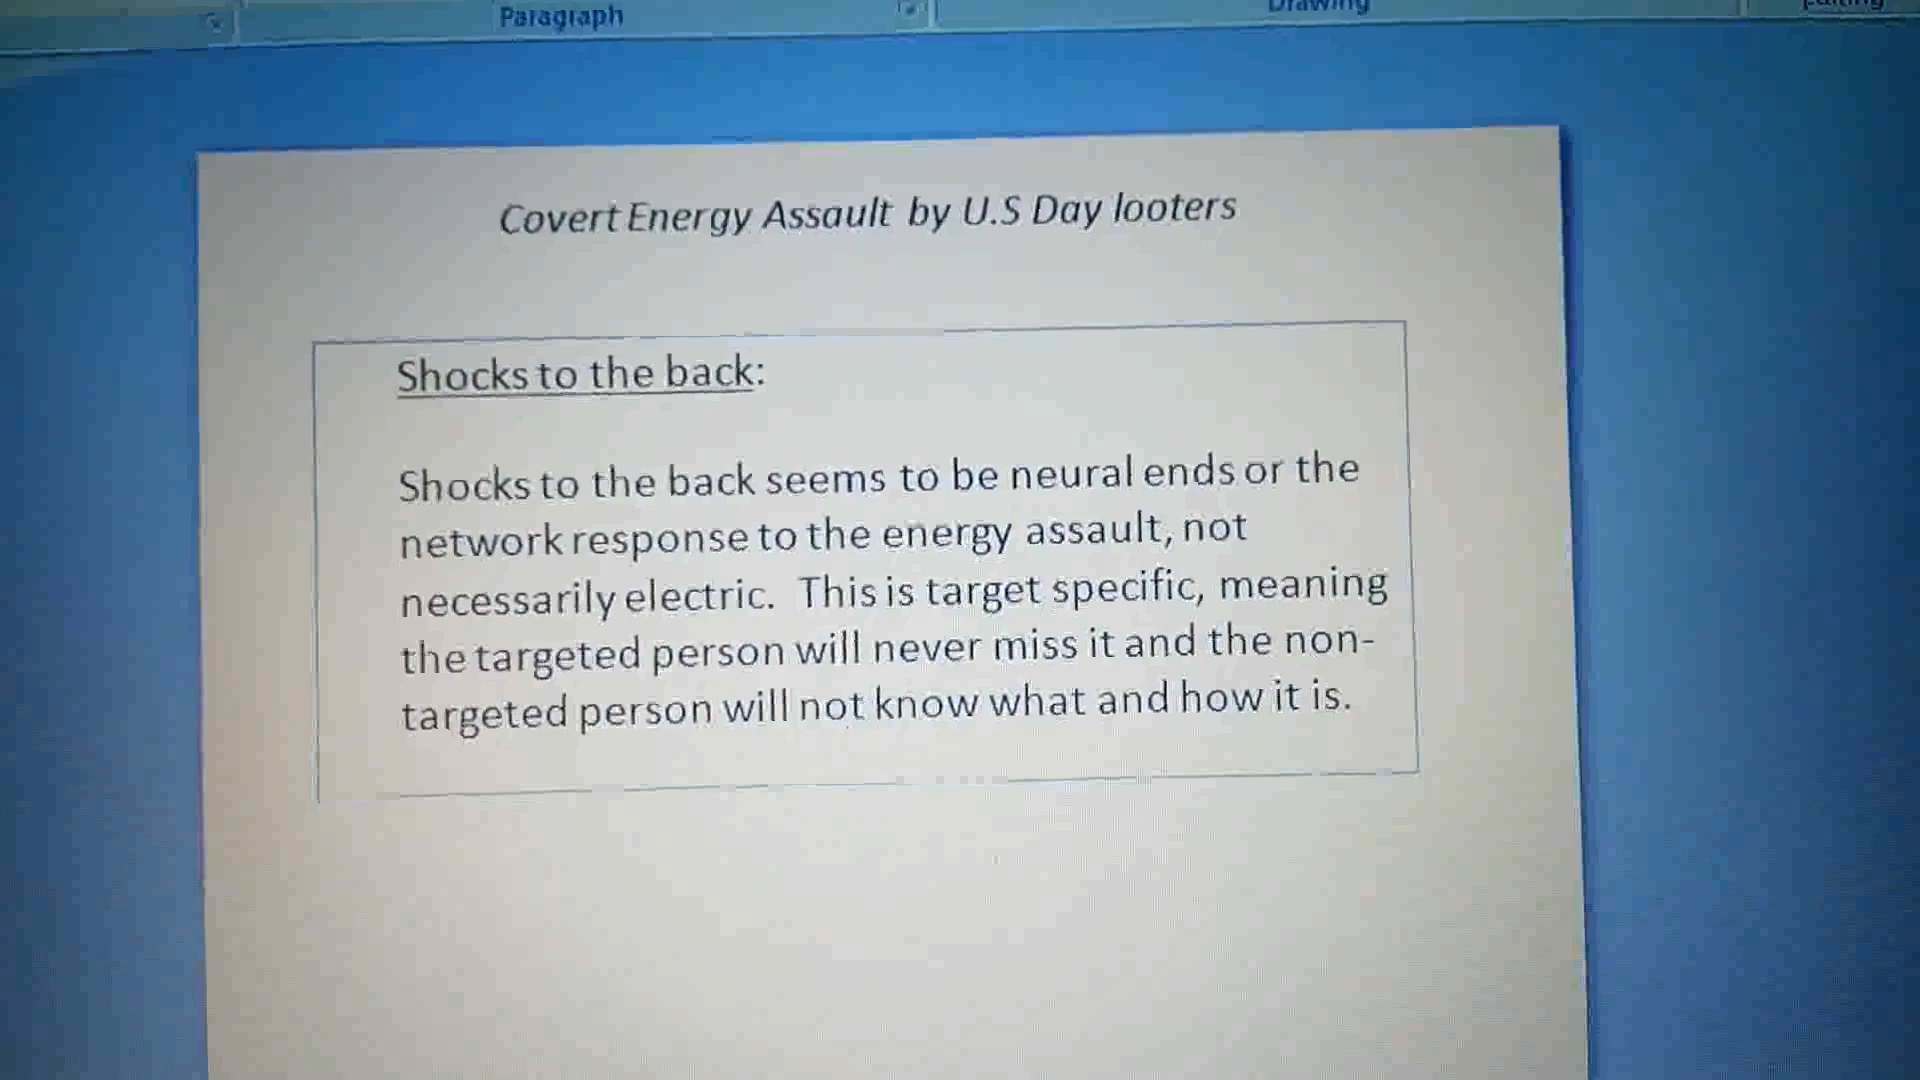 Paragraph
Drawing
Covert Energy Assault by U.S Day looters
Shocks to the back:
Shocks to the back seems to be neural ends or the
network response to the energy assault, not
necessarily electric. This is target specific, meaning
the targeted person will never miss it and the non-
targeted person will not know what and how it is.